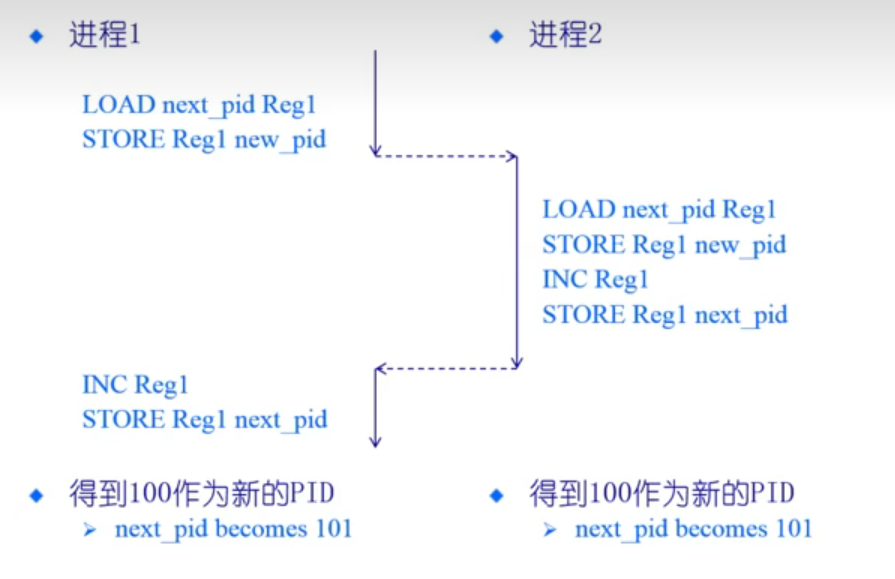 进程1
进程2
LOAD next_pid Reg1
STORE Reg1 new_pid
LOAD next_pid Reg1
STORE Reg1 new_pid
INC Reg1
STORE Reg1 next_pid
INC Reg1
STORE Reg1 next_pid
得到100作为新的PID
next_pid becomes 101
得到100作为新的PID
next_pid becomes 101